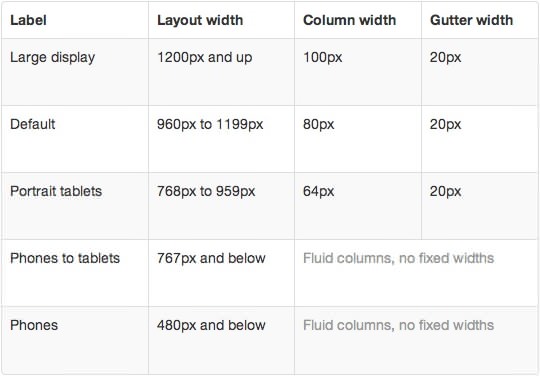 Label Layout width Column width Gutter width
Large display 1200px and up 100px 20px
Default 960px to 1199px 80px 20px
Portrait tablets 768px to 959px 64px 20px
Phones to tablets 767px and below Fluid columns, no fixed widths
Phones 480px and below Fluid columns, no fixed widths